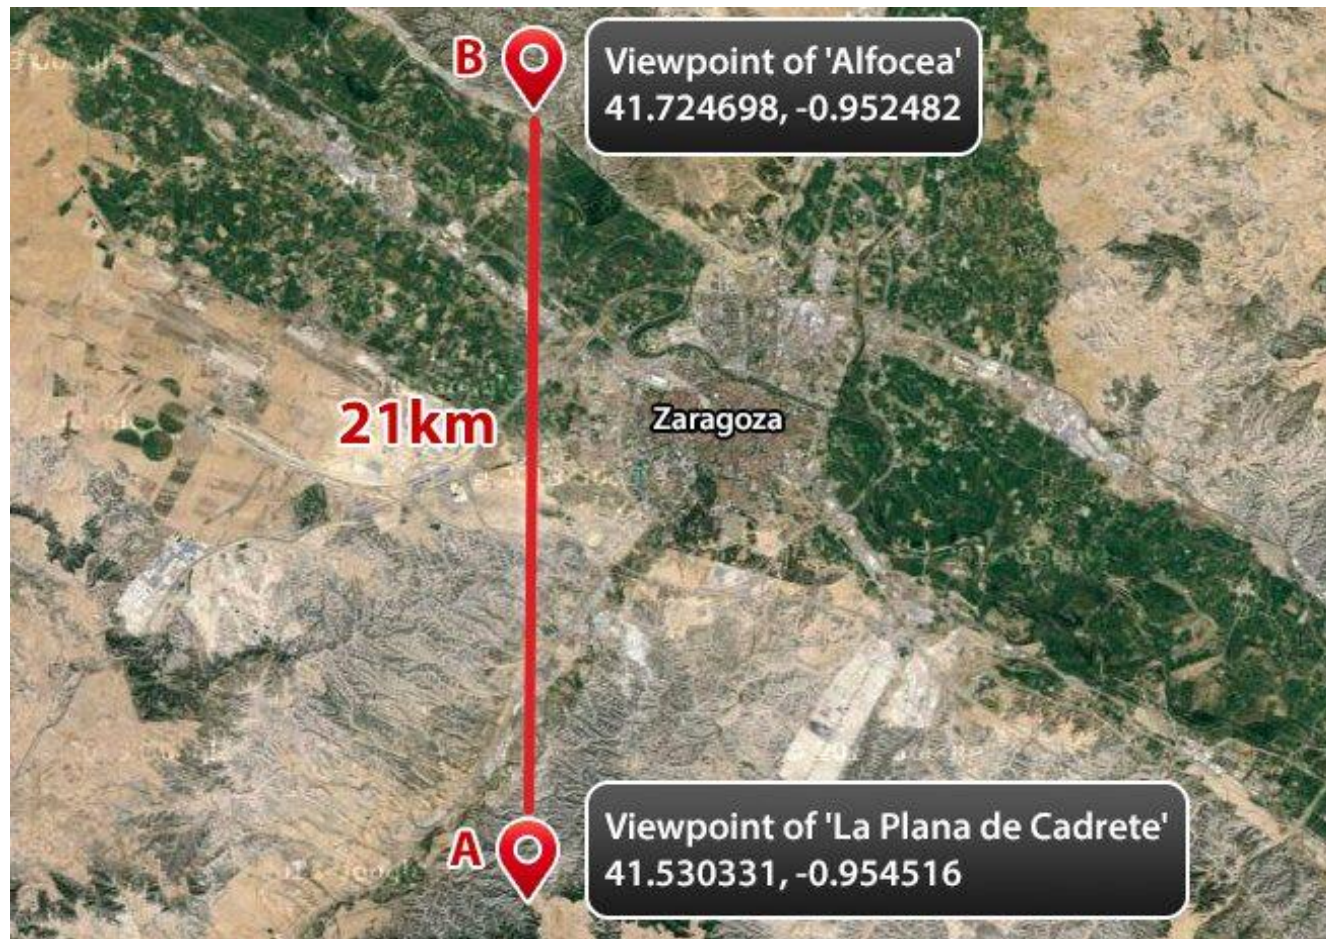 B
Viewpoint of 'Alfocea'
41.724698, -0.952482
21km
Zaragoza
A
Viewpoint of 'La Plana de Cadrete'
41.530331, -0.954516